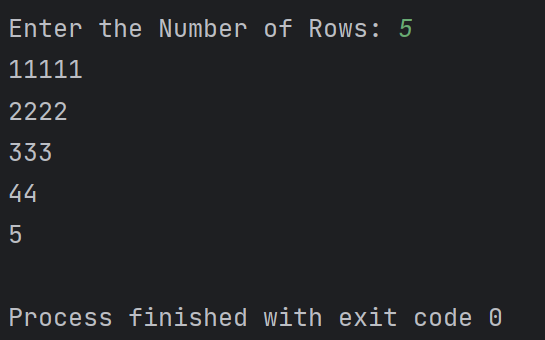 Enter the Number of Rows: 5
11111
2222
333
44
5
Process finished with exit code 0